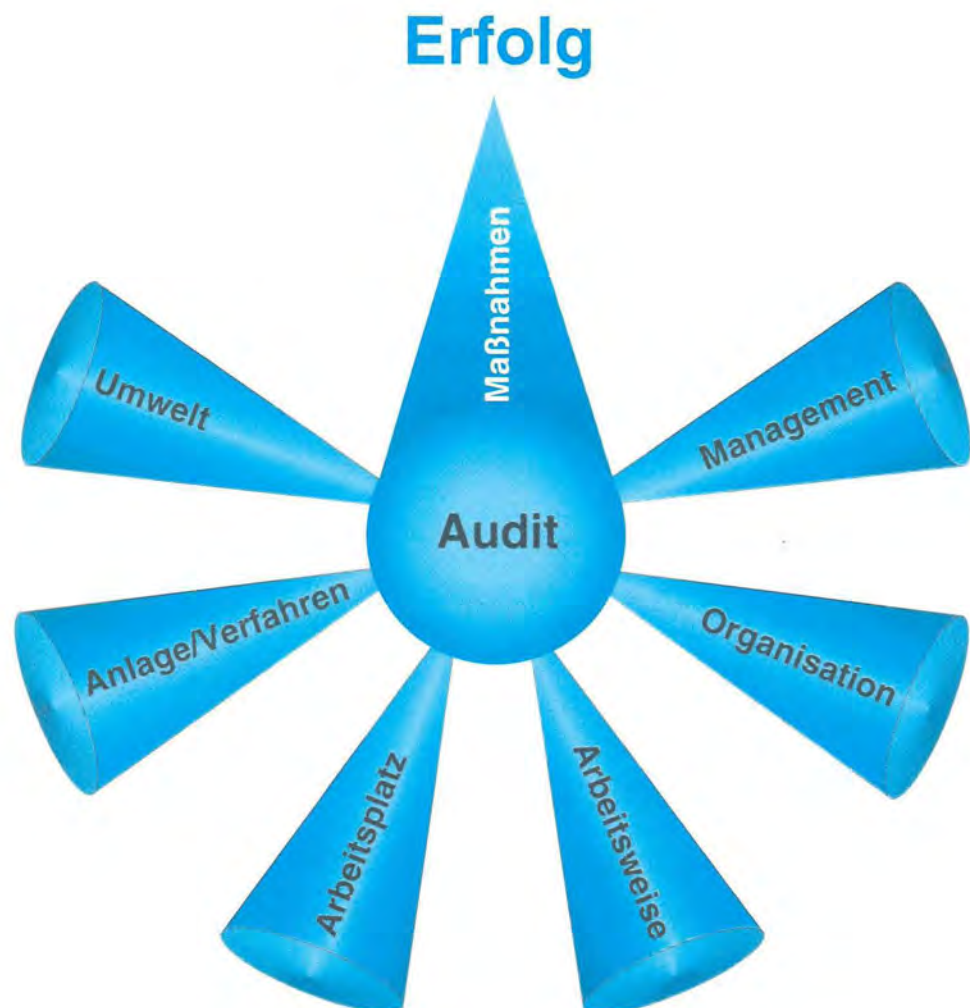 Erfolg
Maßnahmen
Umwelt
Management
Audit
Anlage/Verfahren
Organisation
Arbeitsplatz
Arbeitsweise